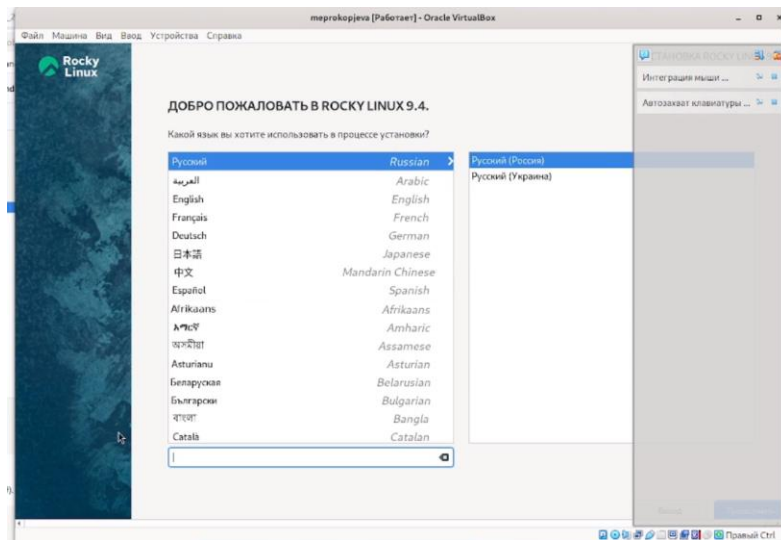 meprokopjeva [Работает] - Oracle VirtualBox
Файл Машина Вид Ввод Устройства Справка
Rocky
Linux
УСТАНОВКА ROCKY LIN
Интеграция мыши ...
Автозахват клавиатуры ...
ДОБРО ПОЖАЛОВАТЬ В ROCKY LINUX 9.4.
Какой язык вы хотите использовать в процессе установки?
Русский Russian
العربية Arabic
English English
Français French
Deutsch German
日本語 Japanese
中文 Mandarin Chinese
Español Spanish
Afrikaans Afrikaans
አማርኛ Amharic
অসমীয়া Assamese
Asturianu Asturian
Беларуская Belarusian
Български Bulgarian
বাংলা Bangla
Català Catalan
Русский (Россия)
Русский (Украина)
Правый Ctrl